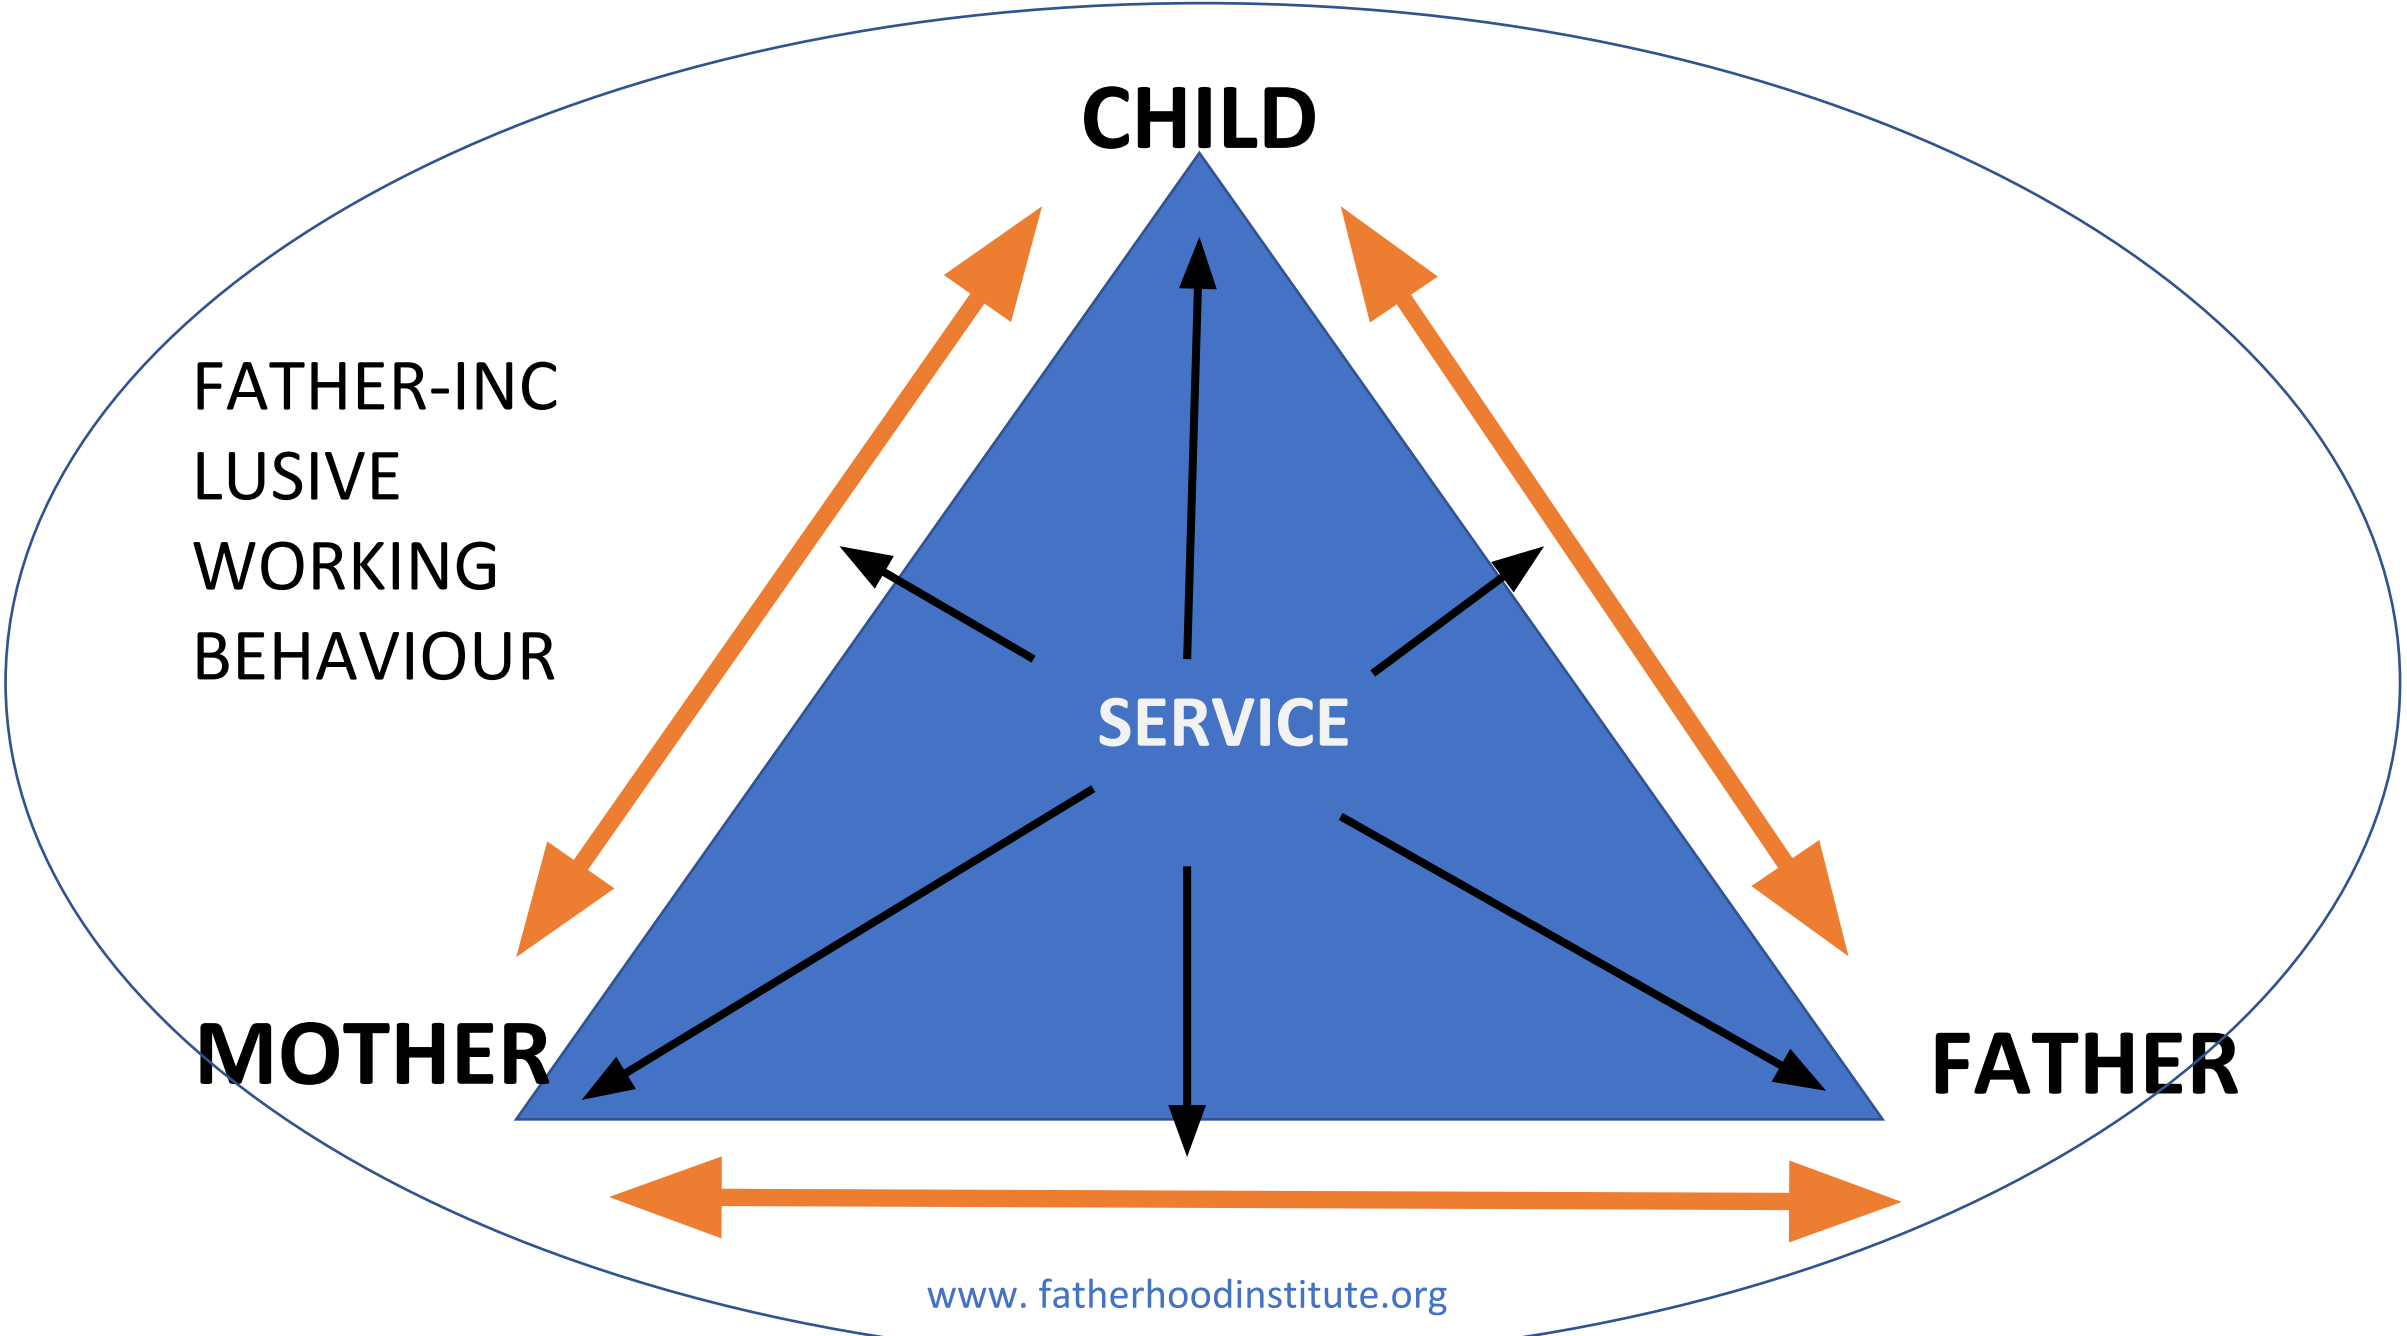 CHILD
FATHER-INC
LUSIVE
WORKING
BEHAVIOUR
SERVICE
MOTHER
FATHER
www. fatherhoodinstitute.org